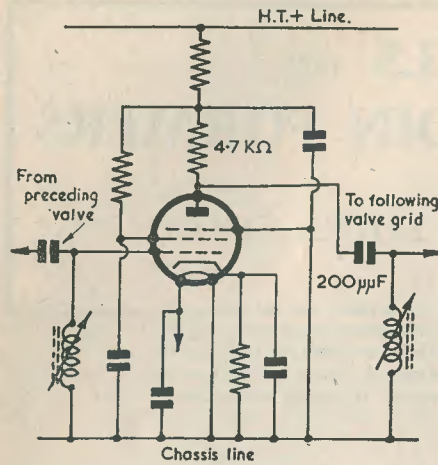 H.T.+ Line.
4.7 KΩ
From
preceding
valve
To following
valve grid
200μμF
Chassis line